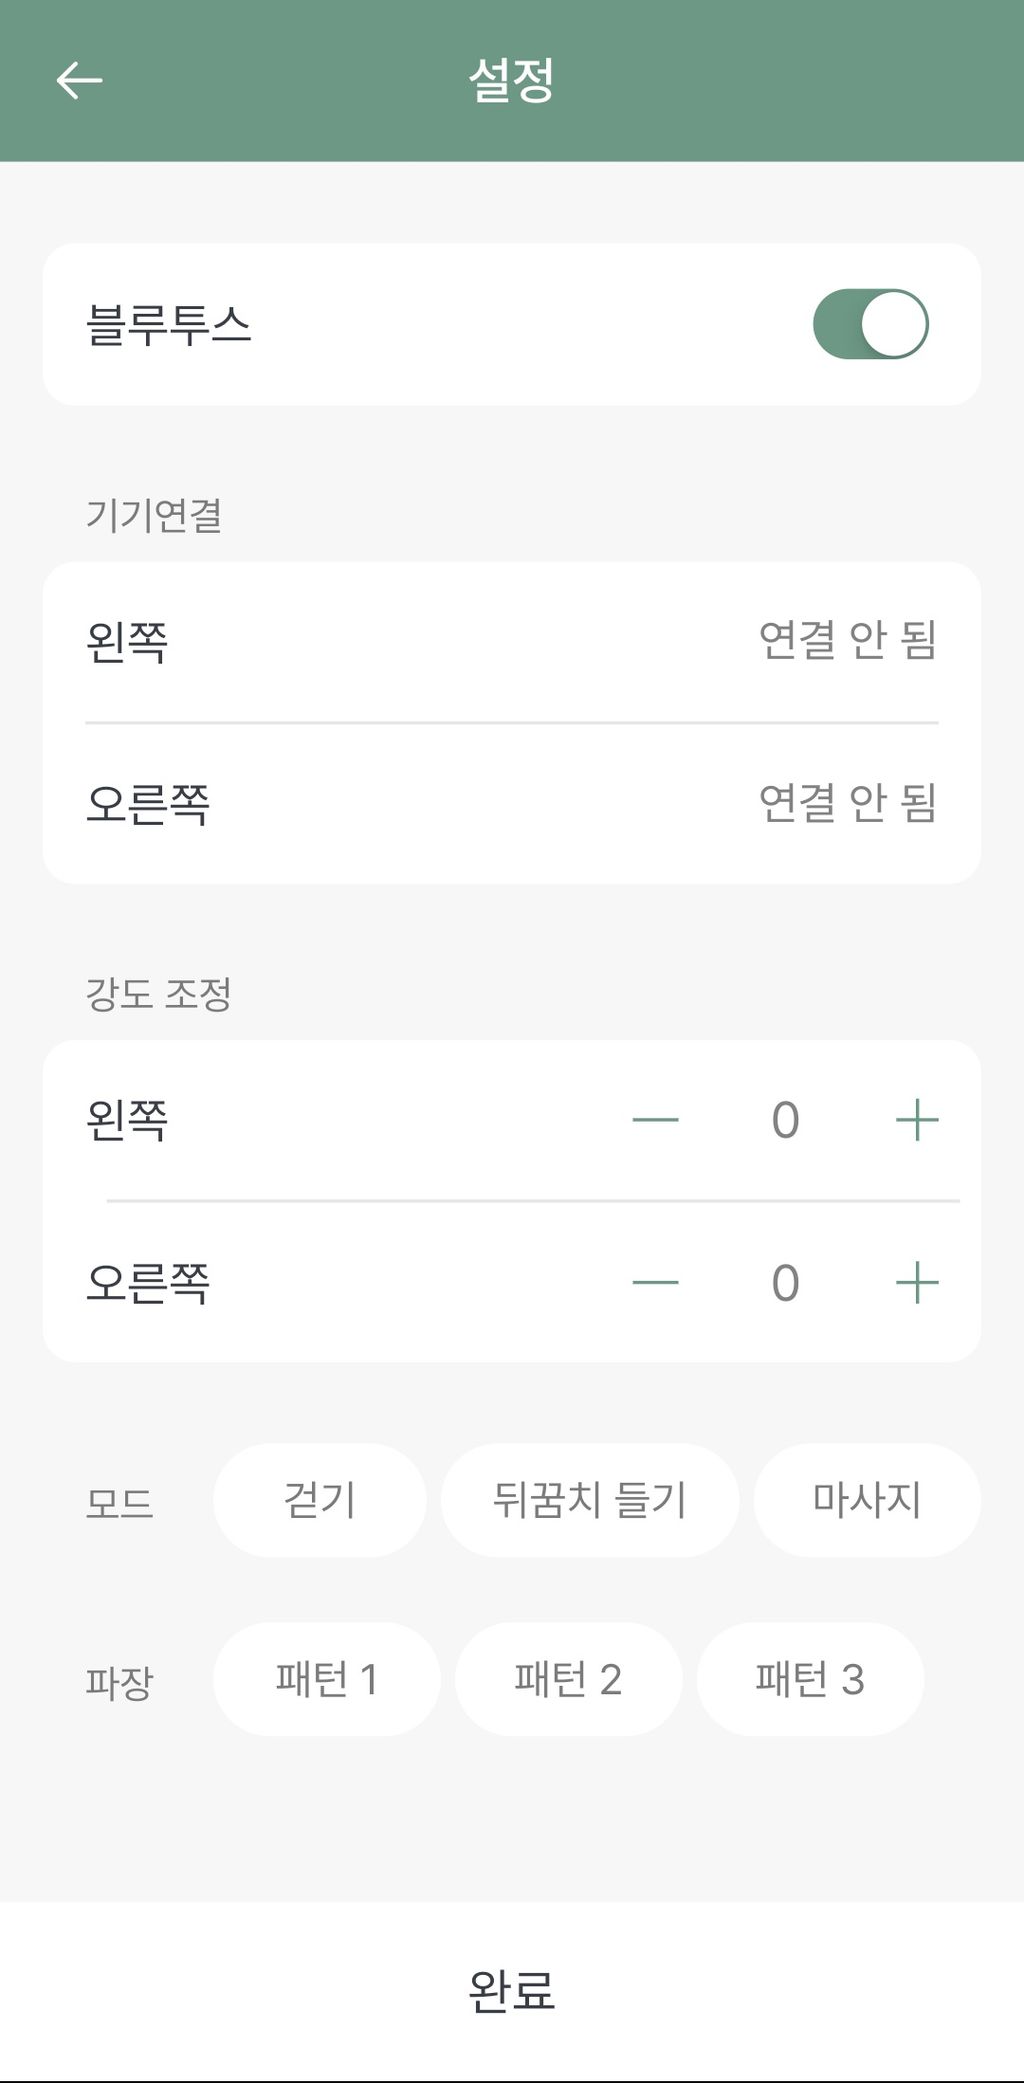 설정
블루투스
기기연결
왼쪽 연결 안 됨
오른쪽 연결 안 됨
강도 조정
왼쪽 0
오른쪽 0
모드 걷기 뒤꿈치 들기 마사지
파장 패턴 1 패턴 2 패턴 3
완료